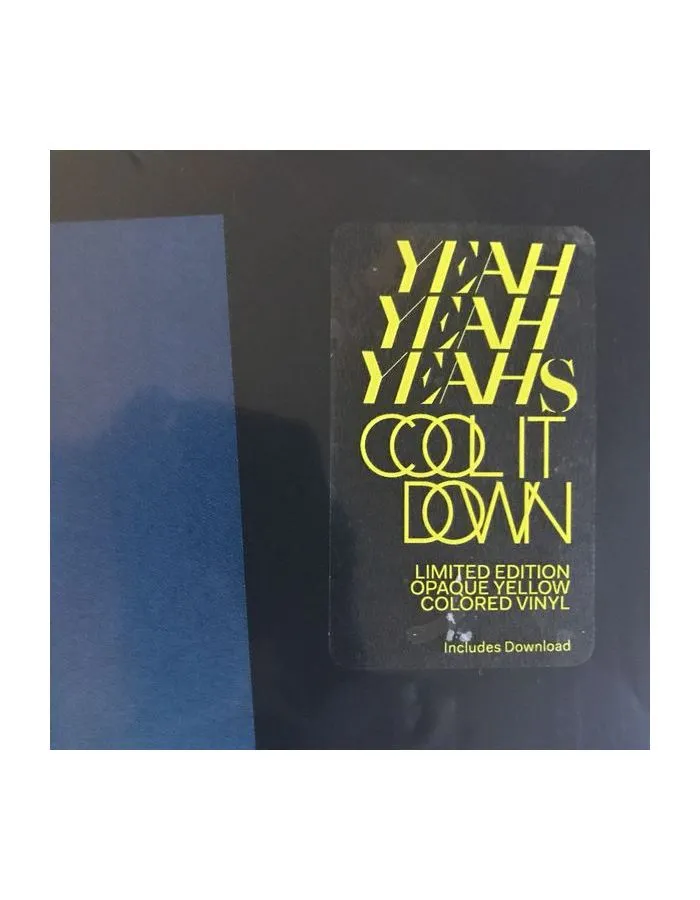 YEAH
YEAH
YEAHS
COOL IT
DOWN
LIMITED EDITION
OPAQUE YELLOW
COLORED VINYL
Includes Download